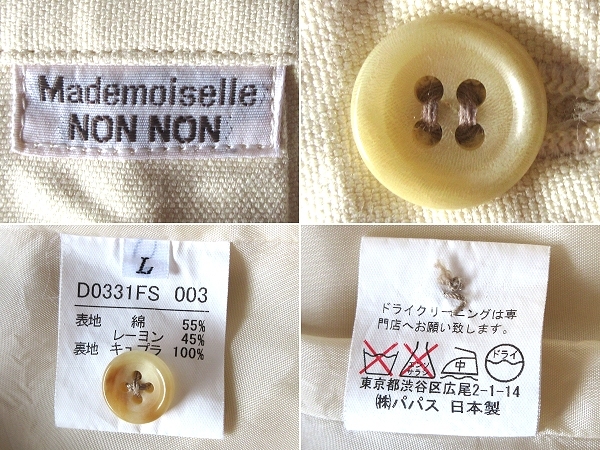 Mademoiselle
NON NON
L
D0331FS 003
表地 綿 55%
レーヨン 45%
裏地 キュプラ 100%
ドライクリーニングは専
門店へお願い致します。
中
ドライ
東京都渋谷区広尾2-1-14
㈱パパス 日本製